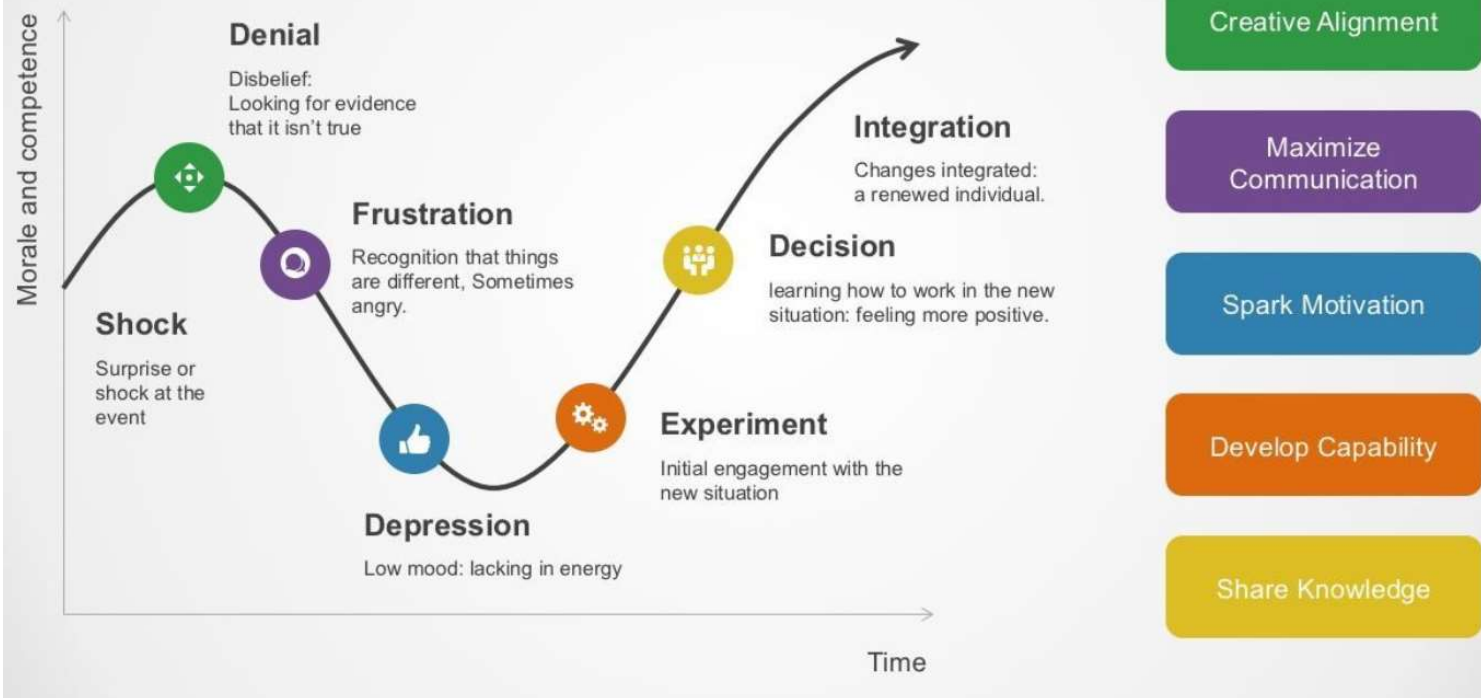 Morale and competence
Denial
Disbelief:
Looking for evidence
that it isn't true
Frustration
Recognition that things
are different, Sometimes
angry.
Shock
Surprise or
shock at the
event
Depression
Low mood: lacking in energy
Experiment
Initial engagement with the
new situation
Decision
learning how to work in the new
situation: feeling more positive.
Integration
Changes integrated:
a renewed individual.
Time
Creative Alignment
Maximize
Communication
Spark Motivation
Develop Capability
Share Knowledge